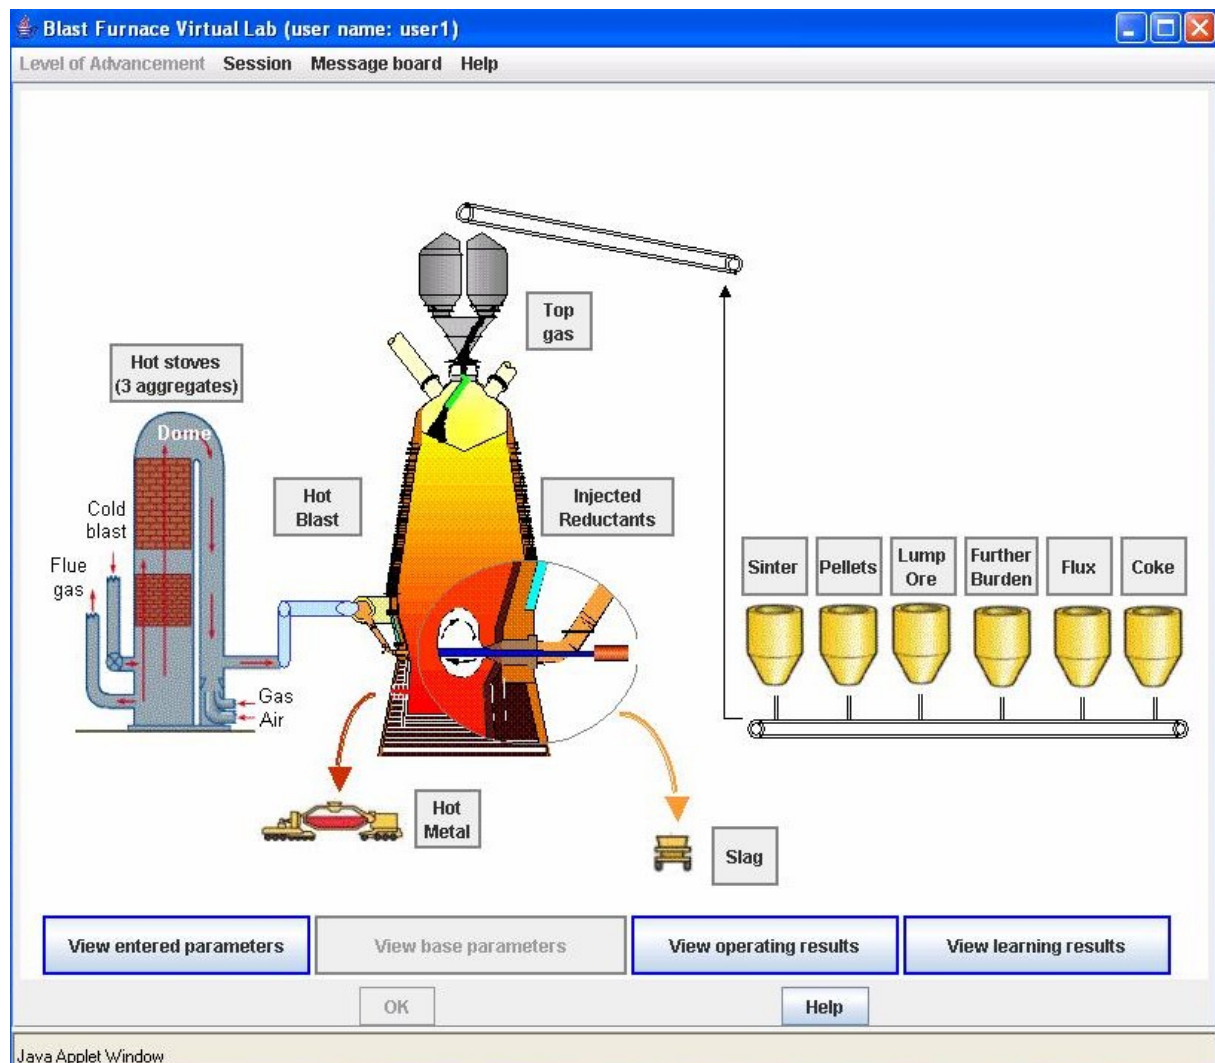 Blast Furnace Virtual Lab (user name: user1)
Level of Advancement Session Message board Help
Top
gas
Hot stoves
(3 aggregates)
Dome
Cold
blast
Flue
gas
Gas
Air
Hot
Blast
Injected
Reductants
Sinter
Pellets
Lump
Ore
Further
Burden
Flux
Coke
Hot
Metal
Slag
View entered parameters
View base parameters
View operating results
View learning results
OK
Help
Java Applet Window